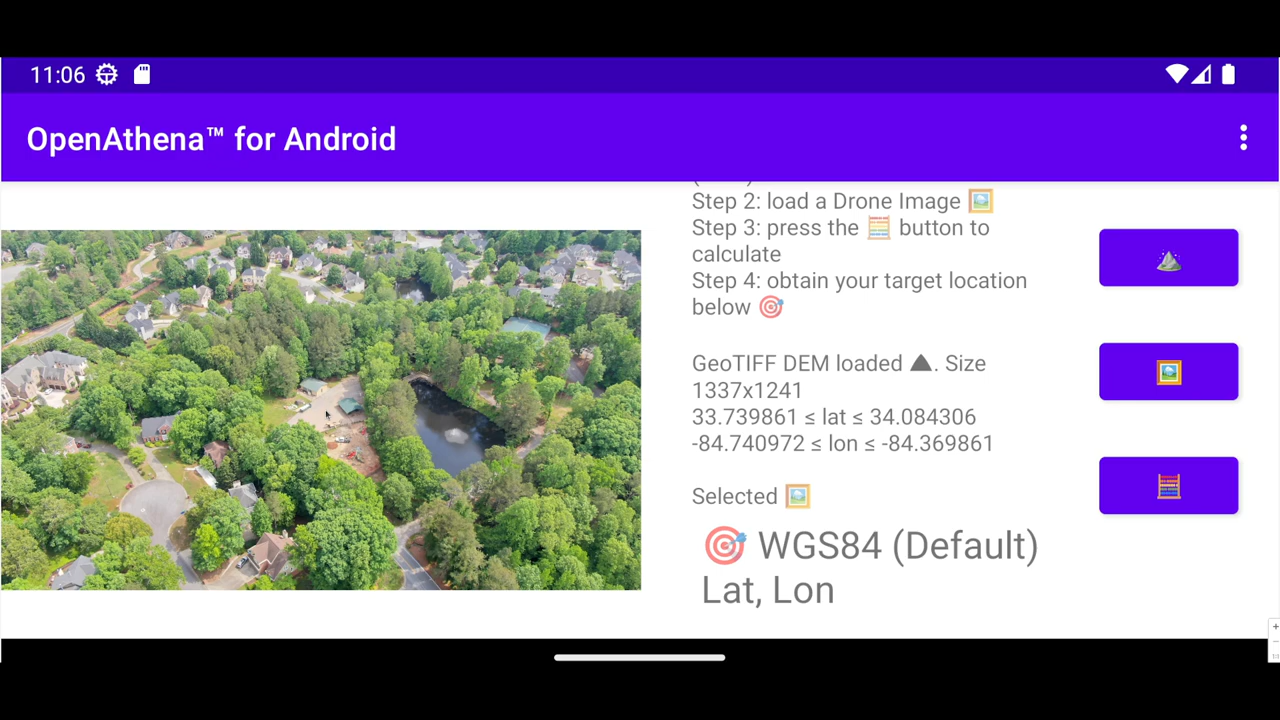 11:06
OpenAthena™ for Android
Step 2: load a Drone Image 🖼️
Step 3: press the 🧮 button to
calculate
Step 4: obtain your target location
below 🎯
GeoTIFF DEM loaded ⛰. Size
1337x1241
33.739861 ≤ lat ≤ 34.084306
-84.740972 ≤ lon ≤ -84.369861
Selected 🖼️
🎯 WGS84 (Default)
Lat, Lon